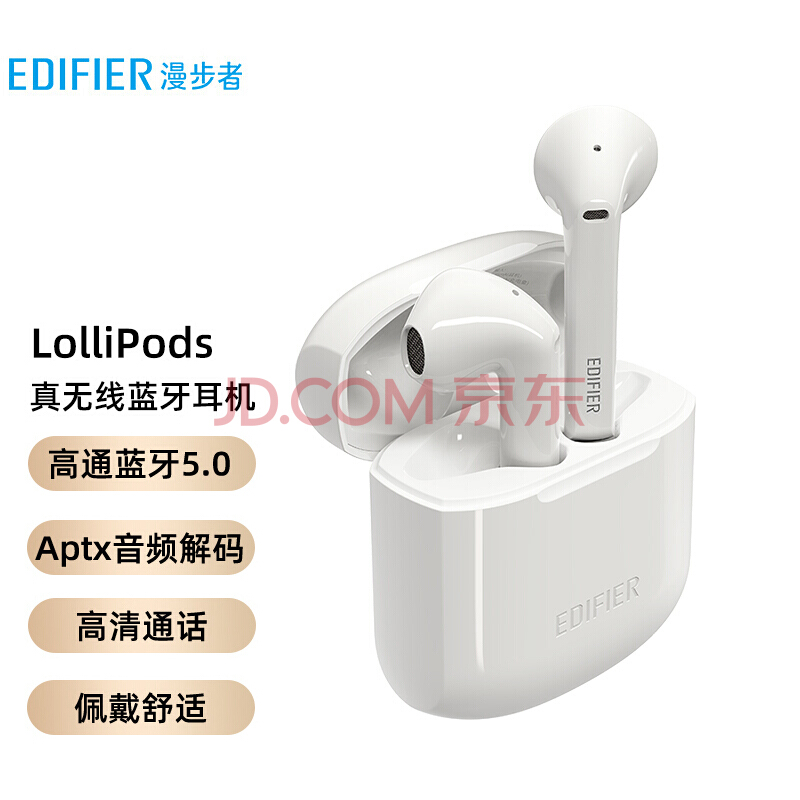 EDIFIER 漫步者
LolliPods
真无线蓝牙耳机
JD.COM 京东
高通蓝牙5.0
Aptx音频解码
高清通话
佩戴舒适
EDIFIER
EDIFIER